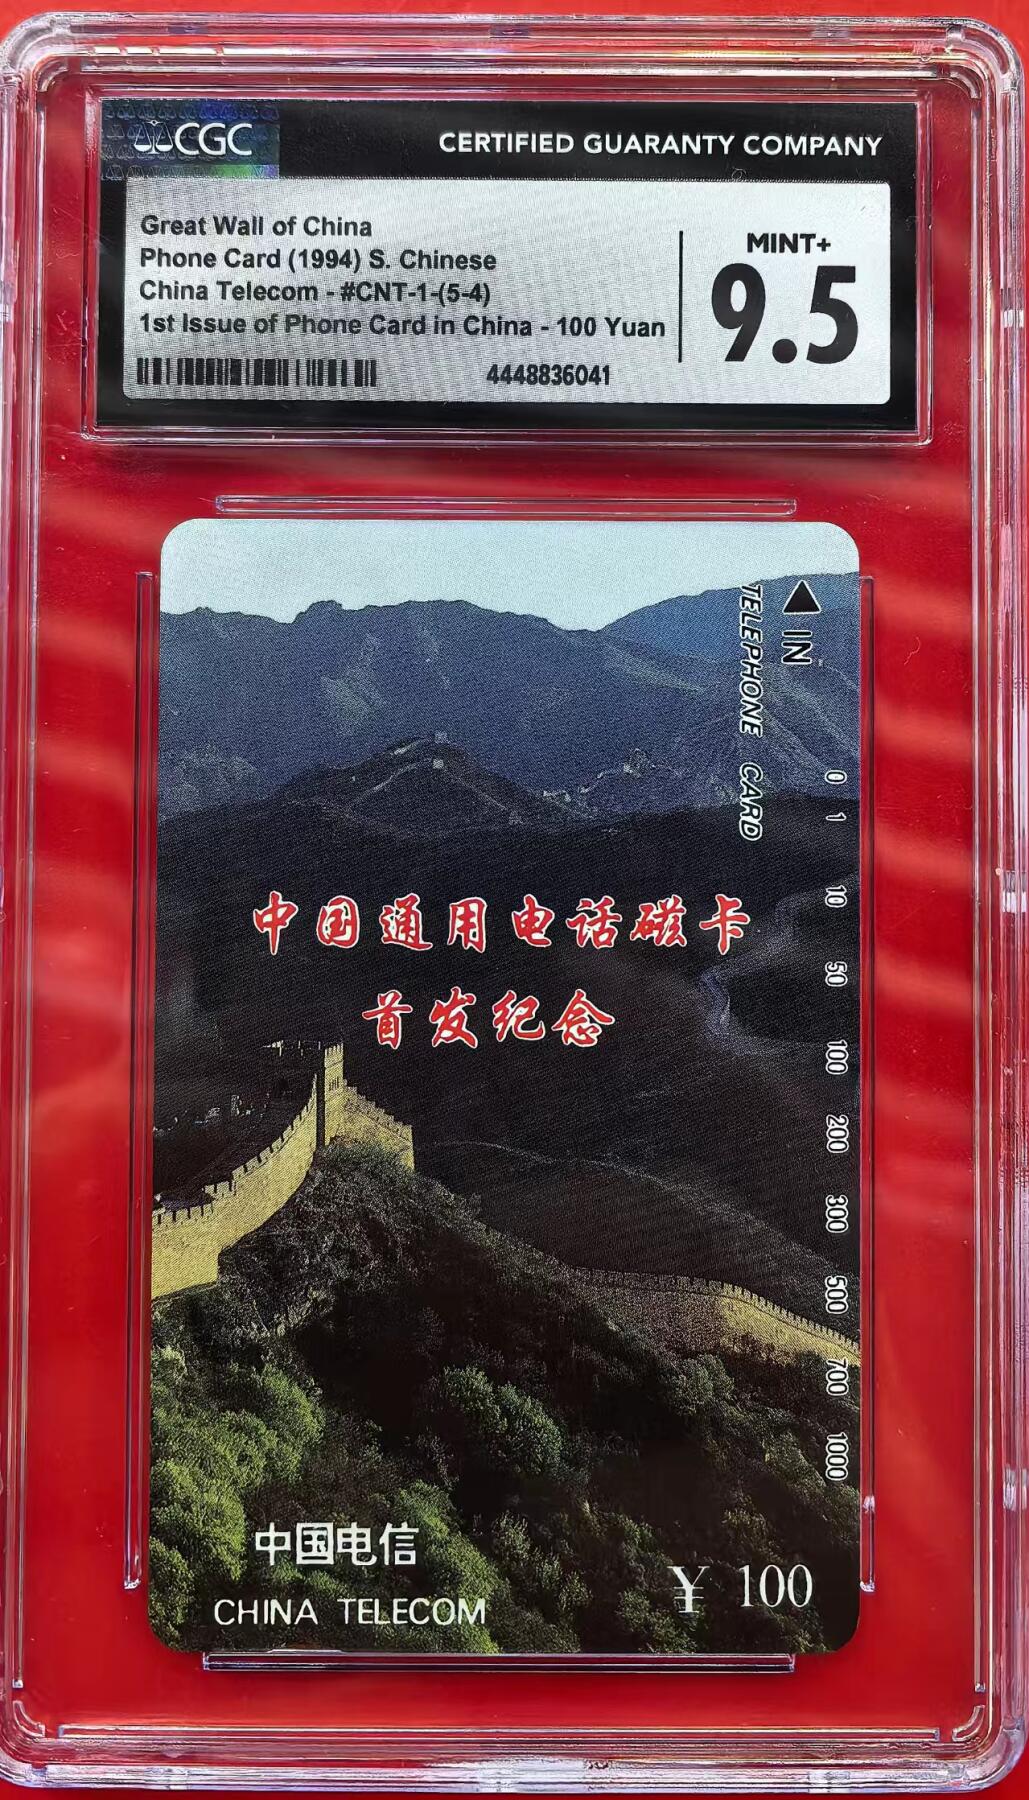 CGC
CERTIFIED GUARANTY COMPANY
Great Wall of China
Phone Card (1994) S. Chinese
China Telecom - #CNT-1-(5-4)
1st Issue of Phone Card in China - 100 Yuan
4448836041
MINT+
9.5
IN
TELEPHONE CARD
0
1
10
50
100
200
300
500
700
1000
中国通用电话磁卡
首发纪念
中国电信
CHINA TELECOM
¥ 100